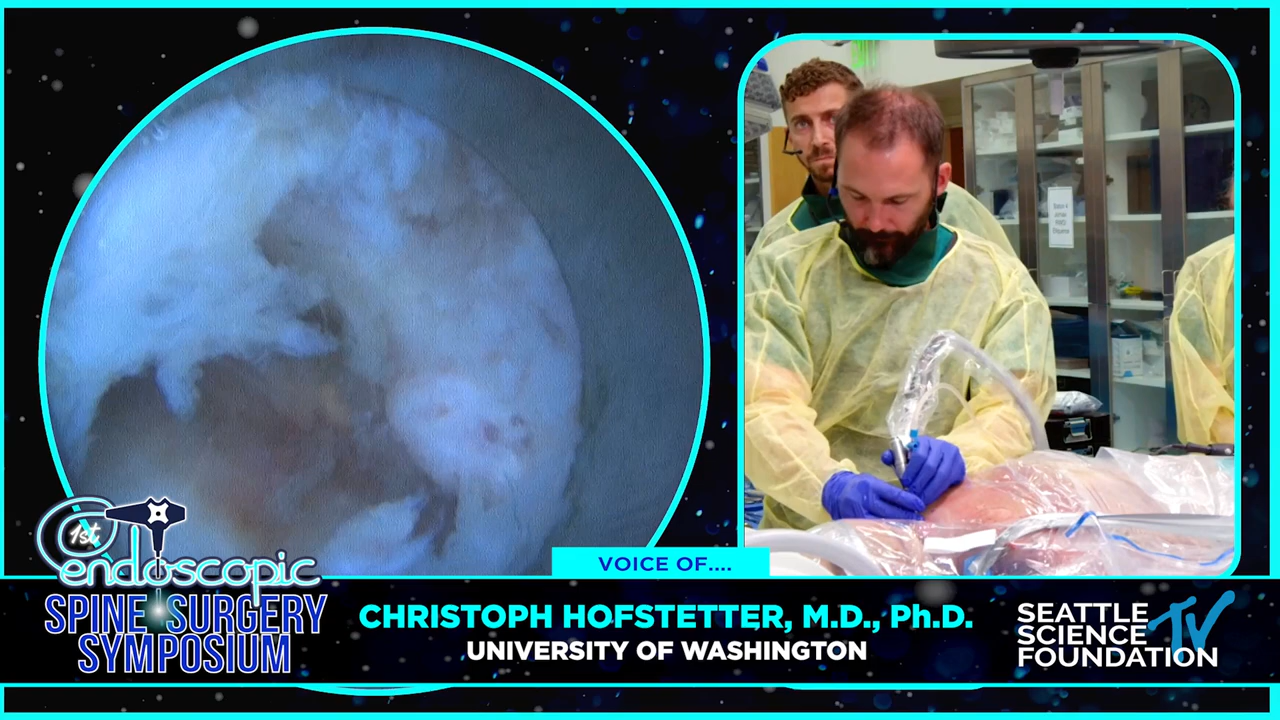 VOICE OF....
1st
endoscopic
SPINE SURGERY
SYMPOSIUM
CHRISTOPH HOFSTETTER, M.D., Ph.D.
UNIVERSITY OF WASHINGTON
SEATTLE
SCIENCE TV
FOUNDATION